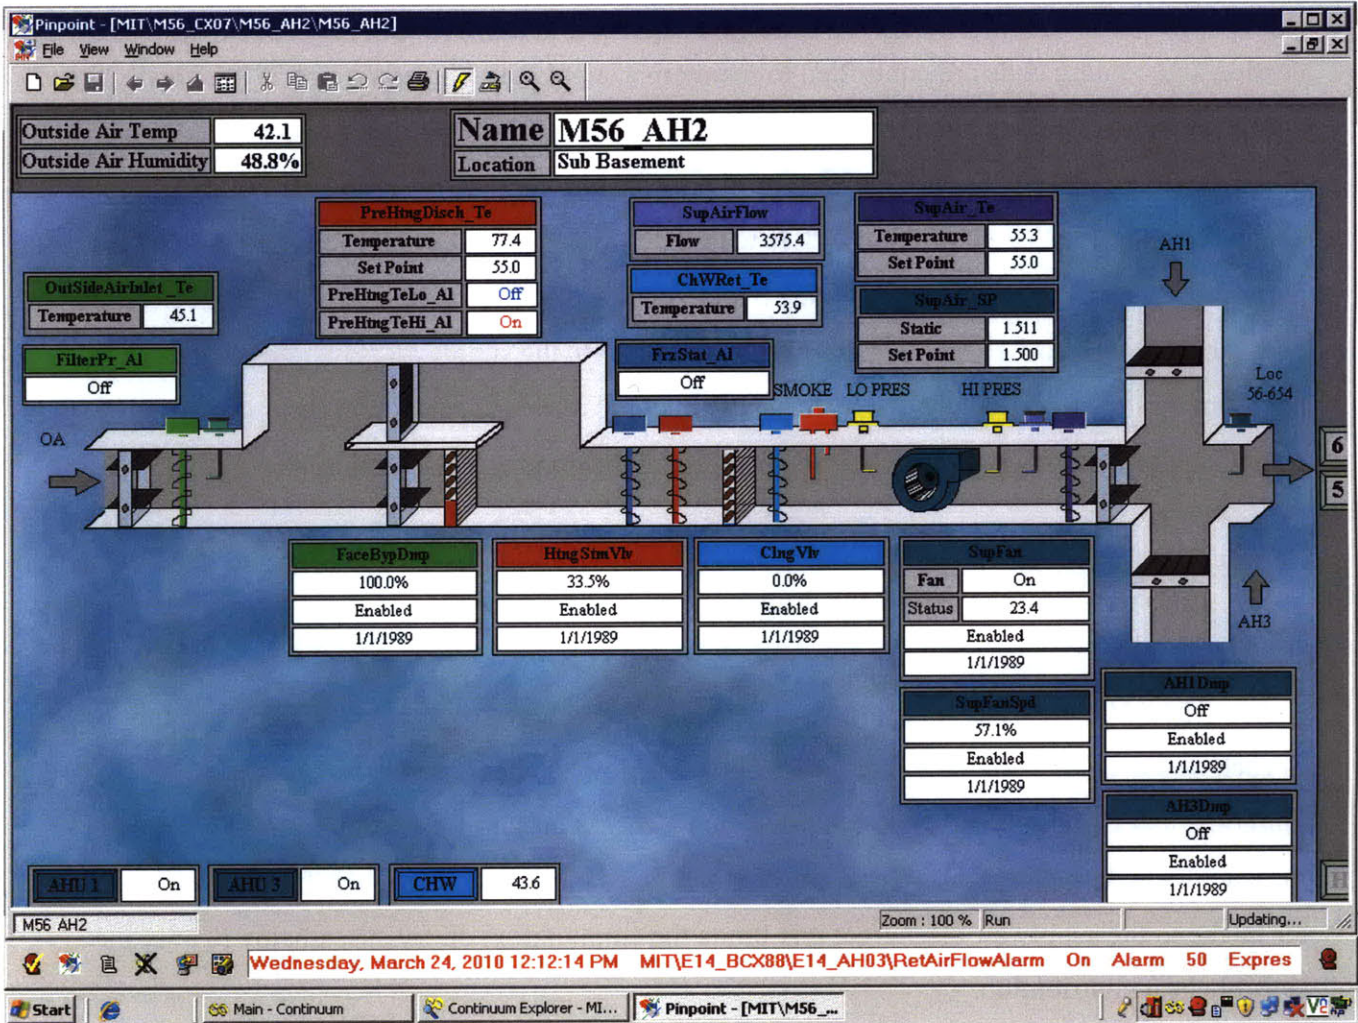 Pinpoint - [MIT\M56_CX07\M56_AH2\M56_AH2]
File View Window Help
Outside Air Temp 42.1
Outside Air Humidity 48.8%
Name M56_AH2
Location Sub Basement
PreHtngDisch_Te
Temperature 77.4
Set Point 55.0
PreHtngTeLo_Al Off
PreHtngTeHi_Al On
SupAirFlow
Flow 3575.4
ChWRet_Te
Temperature 53.9
SupAir_Te
Temperature 55.3
Set Point 55.0
SupAir_SP
Static 1.511
Set Point 1.500
AH1
OutSideAirInlet_Te
Temperature 45.1
FilterPr_Al
Off
FrzStat_Al
Off
SMOKE LO PRES HI PRES
Loc
56-654
OA
6
5
FaceBypDmp
100.0%
Enabled
1/1/1989
HtngStmVlv
33.5%
Enabled
1/1/1989
ClngVlv
0.0%
Enabled
1/1/1989
SupFan
Fan On
Status 23.4
Enabled
1/1/1989
AH3
SupFanSpd
57.1%
Enabled
1/1/1989
AH1Dmp
Off
Enabled
1/1/1989
AH3Dmp
Off
Enabled
1/1/1989
AHU 1 On
AHU 3 On
CHW 43.6
M56 AH2
Zoom : 100 % Run Updating...
Wednesday, March 24, 2010 12:12:14 PM MIT\E14_BCX88\E14_AH03\RetAirFlowAlarm On Alarm 50 Expres
Start
Main - Continuum
Continuum Explorer - MI...
Pinpoint - [MIT\M56_...